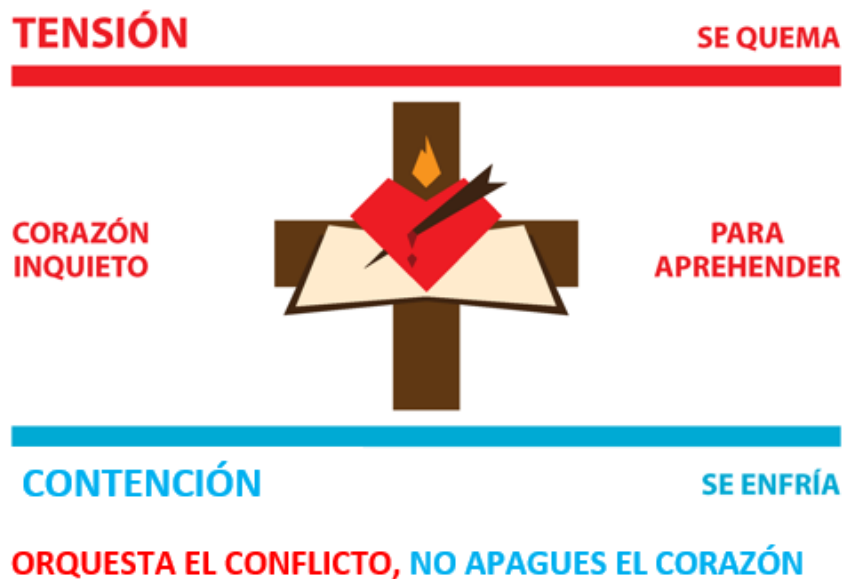 TENSIÓN
SE QUEMA
CORAZÓN
INQUIETO
PARA
APREHENDER
CONTENCIÓN
SE ENFRÍA
ORQUESTA EL CONFLICTO, NO APAGUES EL CORAZÓN